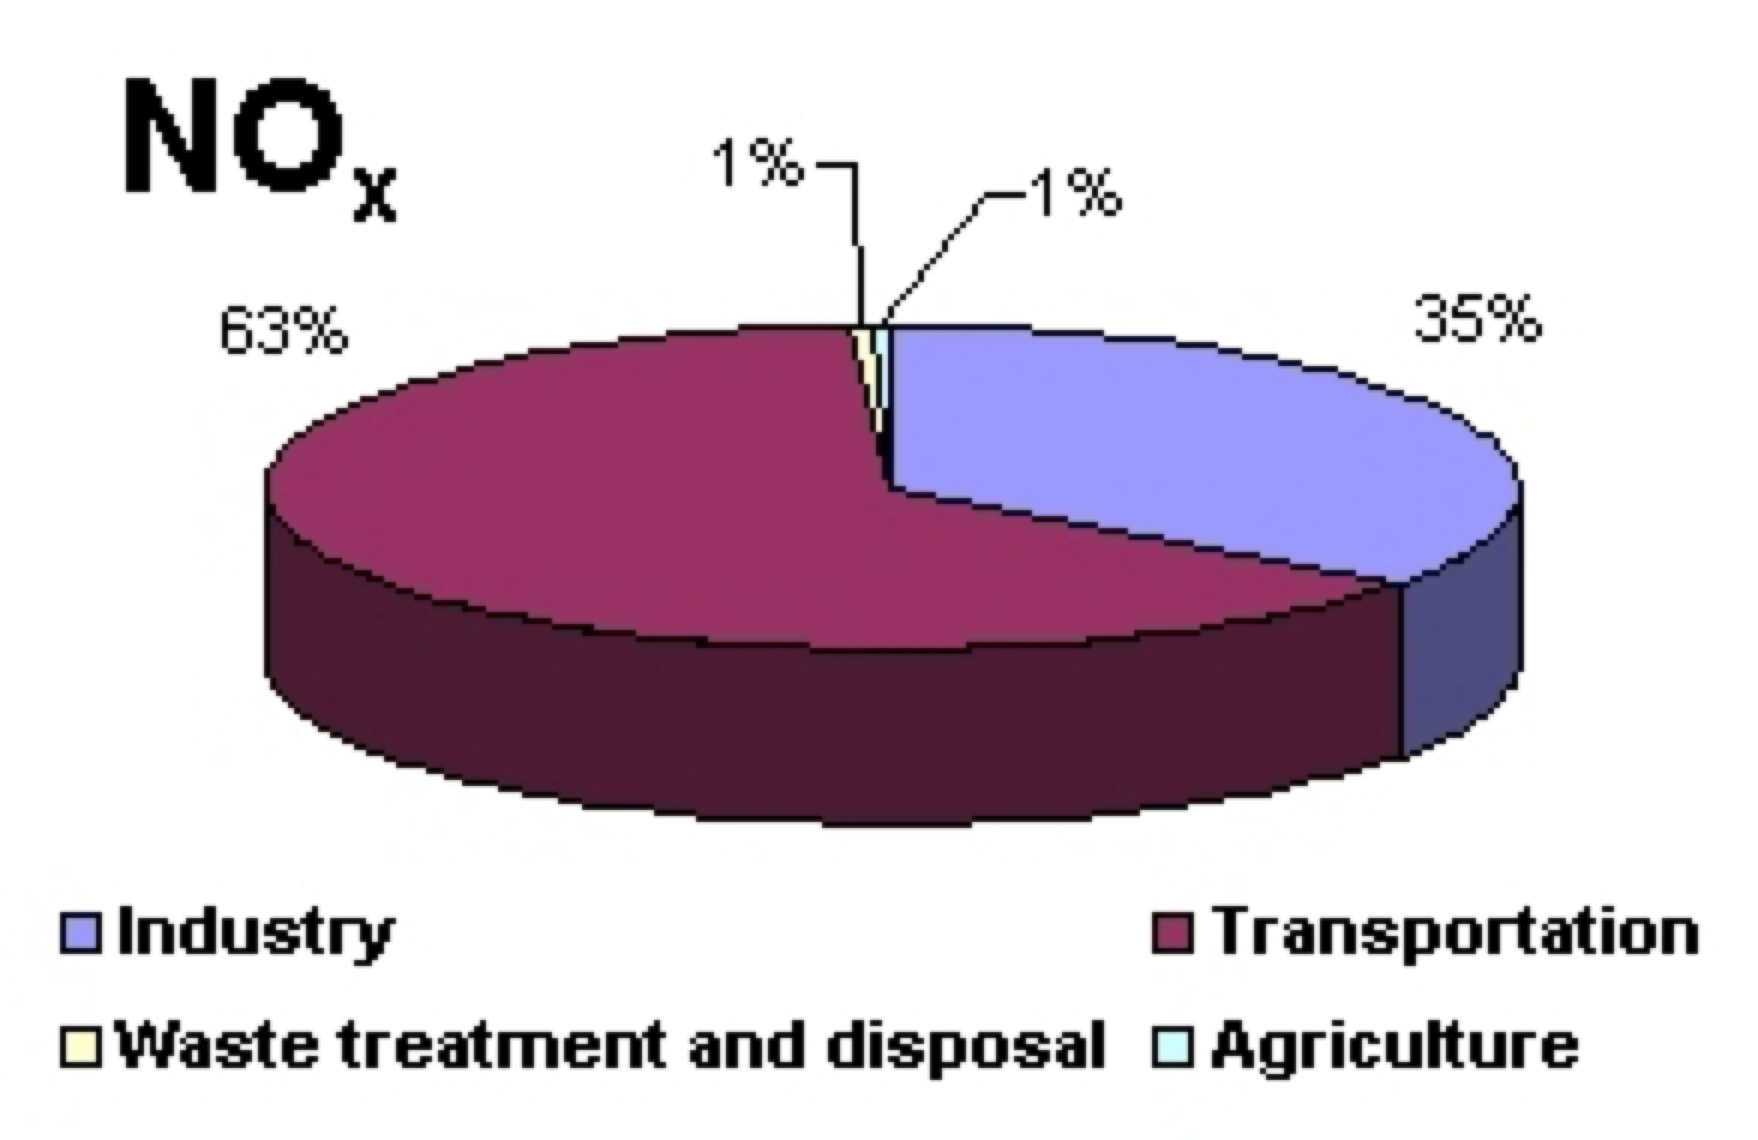 NOx
1%
1%
63%
35%
Industry
Transportation
Waste treatment and disposal
Agriculture